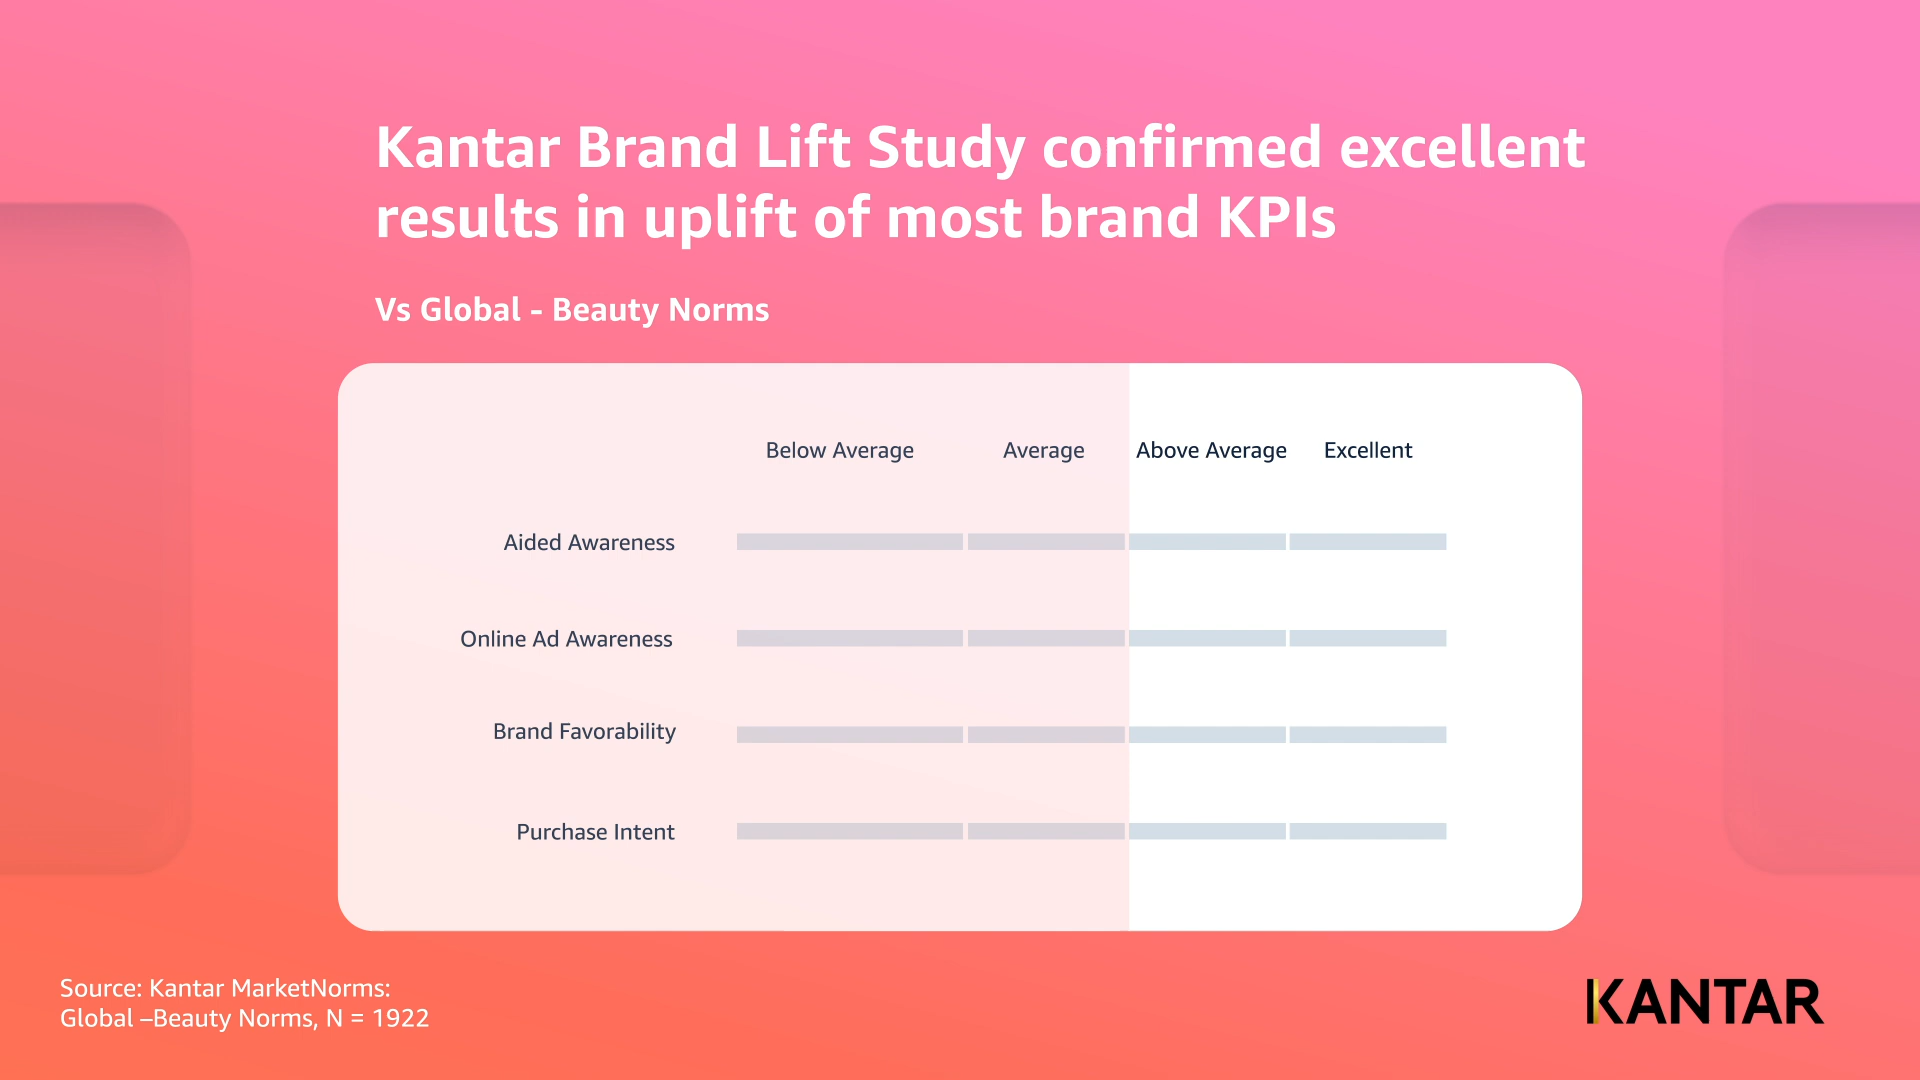 Kantar Brand Lift Study confirmed excellent
results in uplift of most brand KPIs
Vs Global - Beauty Norms
Below Average Average Above Average Excellent
Aided Awareness
Online Ad Awareness
Brand Favorability
Purchase Intent
Source: Kantar MarketNorms:
Global –Beauty Norms, N = 1922
KANTAR